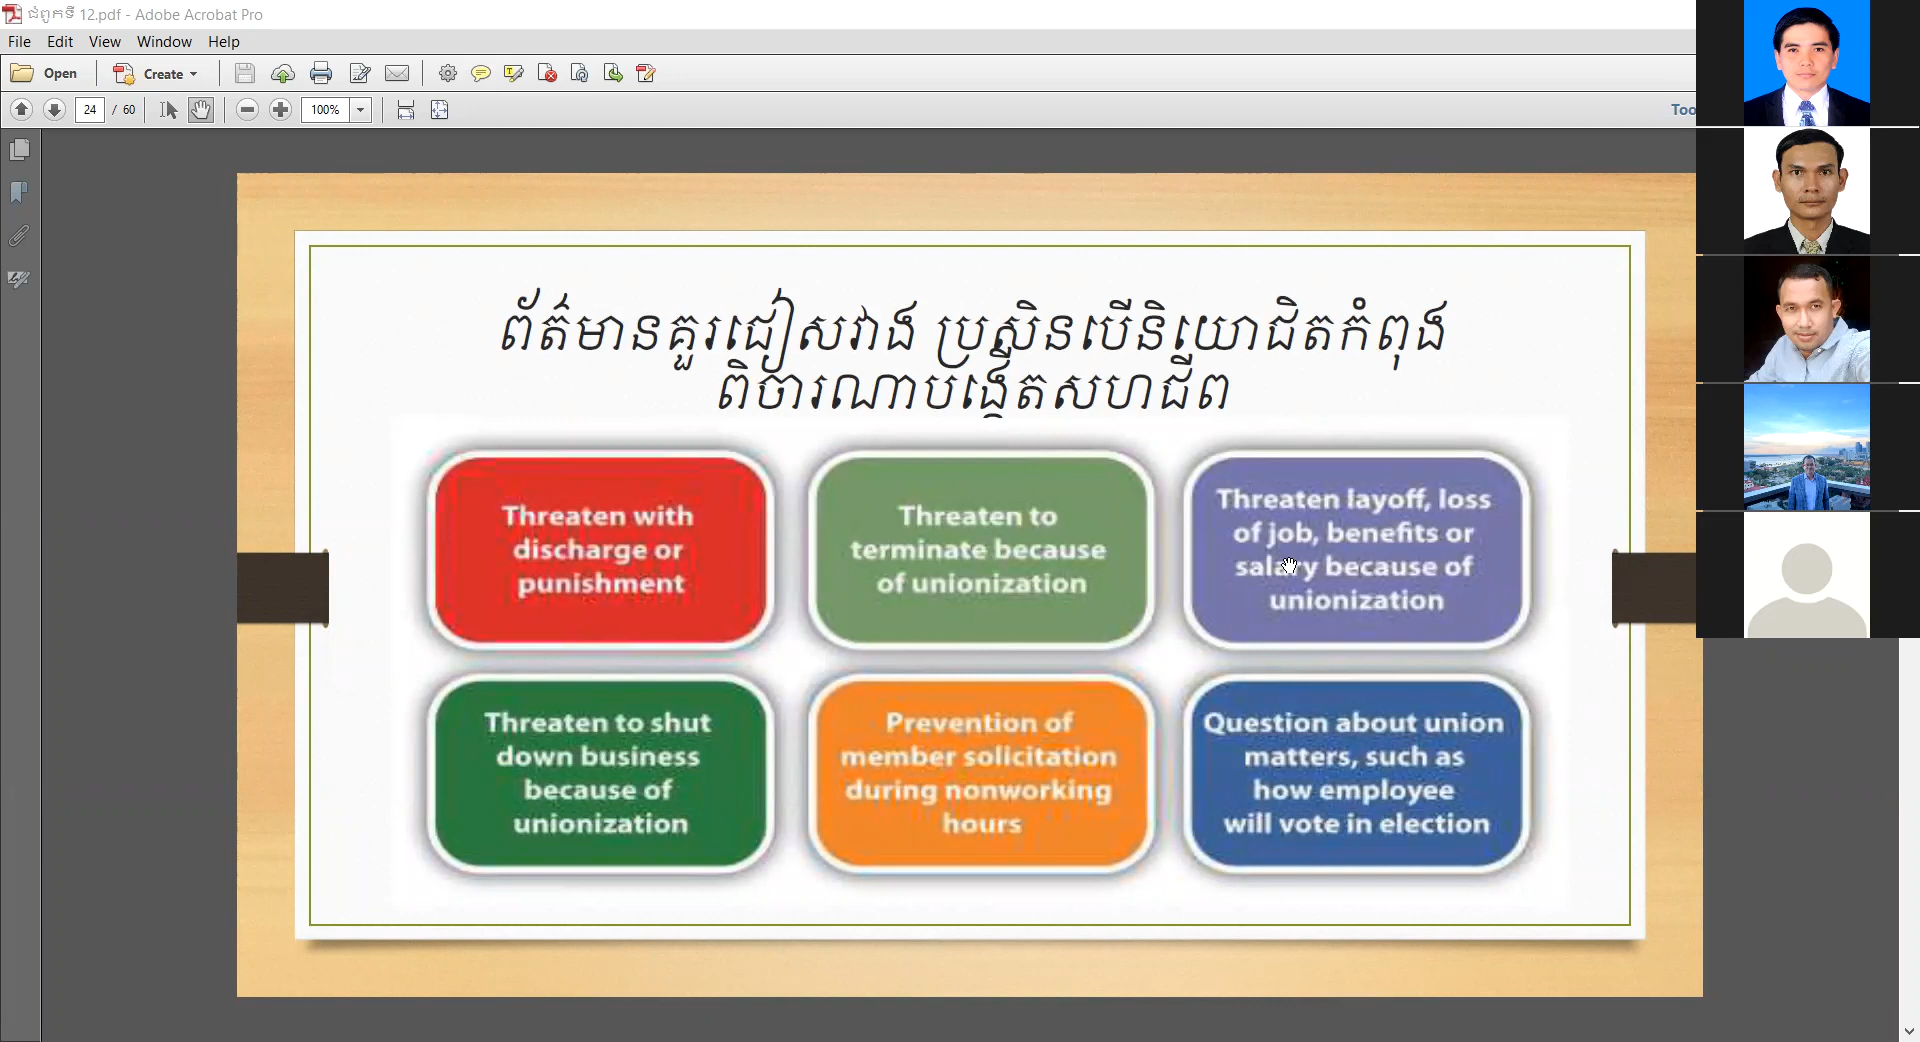 ជំពូកទី 12.pdf - Adobe Acrobat Pro
File Edit View Window Help
Open Create
24 / 60 100% Too
ព័ត៌មានគួរជៀសវាង ប្រសិនបើនិយោជិតកំពុង
ពិចារណាបង្កើតសហជីព
Threaten with
discharge or
punishment
Threaten to
terminate because
of unionization
Threaten layoff, loss
of job, benefits or
salary because of
unionization
Threaten to shut
down business
because of
unionization
Prevention of
member solicitation
during nonworking
hours
Question about union
matters, such as
how employee
will vote in election